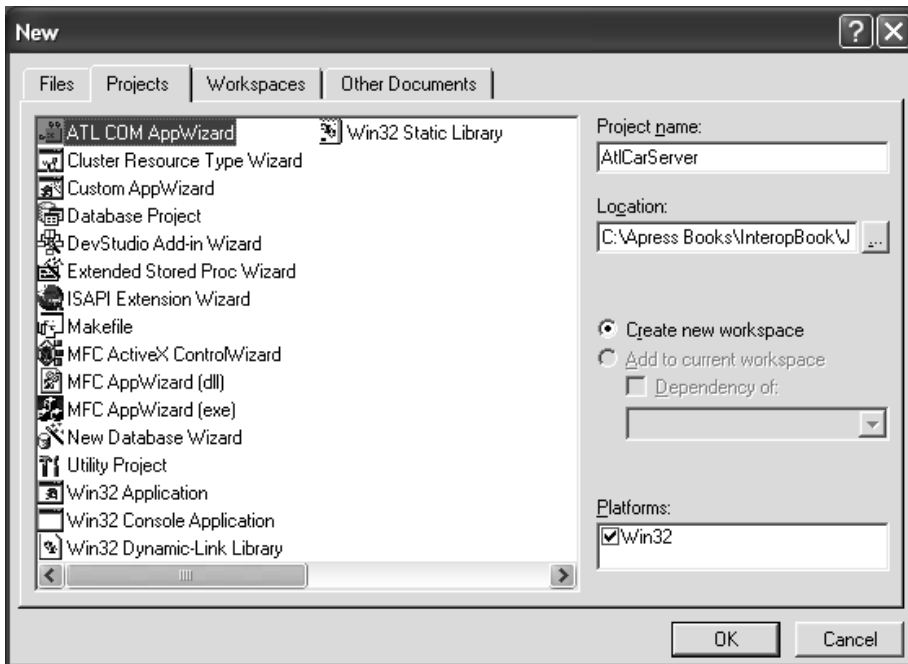 New
Files
Projects
Workspaces
Other Documents
ATL COM AppWizard
Cluster Resource Type Wizard
Custom AppWizard
Database Project
DevStudio Add-in Wizard
Extended Stored Proc Wizard
ISAPI Extension Wizard
Makefile
MFC ActiveX ControlWizard
MFC AppWizard (dll)
MFC AppWizard (exe)
New Database Wizard
Utility Project
Win32 Application
Win32 Console Application
Win32 Dynamic-Link Library
Win32 Static Library
Project name:
AtlCarServer
Location:
C:\Apress Books\InteropBook\J
...
Create new workspace
Add to current workspace
Dependency of:
Platforms:
Win32
OK
Cancel